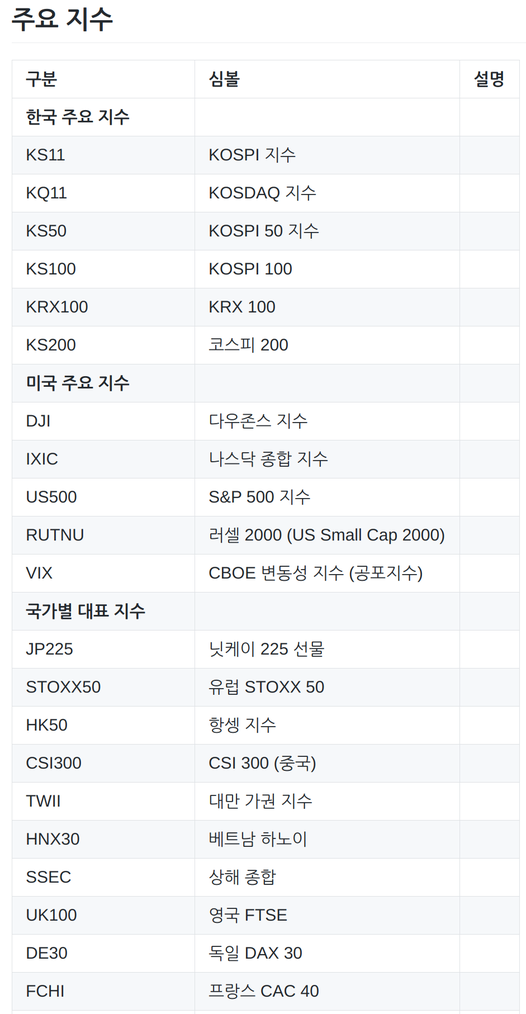 주요 지수
구분 심볼 설명
한국 주요 지수
KS11 KOSPI 지수
KQ11 KOSDAQ 지수
KS50 KOSPI 50 지수
KS100 KOSPI 100
KRX100 KRX 100
KS200 코스피 200
미국 주요 지수
DJI 다우존스 지수
IXIC 나스닥 종합 지수
US500 S&P 500 지수
RUTNU 러셀 2000 (US Small Cap 2000)
VIX CBOE 변동성 지수 (공포지수)
국가별 대표 지수
JP225 닛케이 225 선물
STOXX50 유럽 STOXX 50
HK50 항셍 지수
CSI300 CSI 300 (중국)
TWII 대만 가권 지수
HNX30 베트남 하노이
SSEC 상해 종합
UK100 영국 FTSE
DE30 독일 DAX 30
FCHI 프랑스 CAC 40